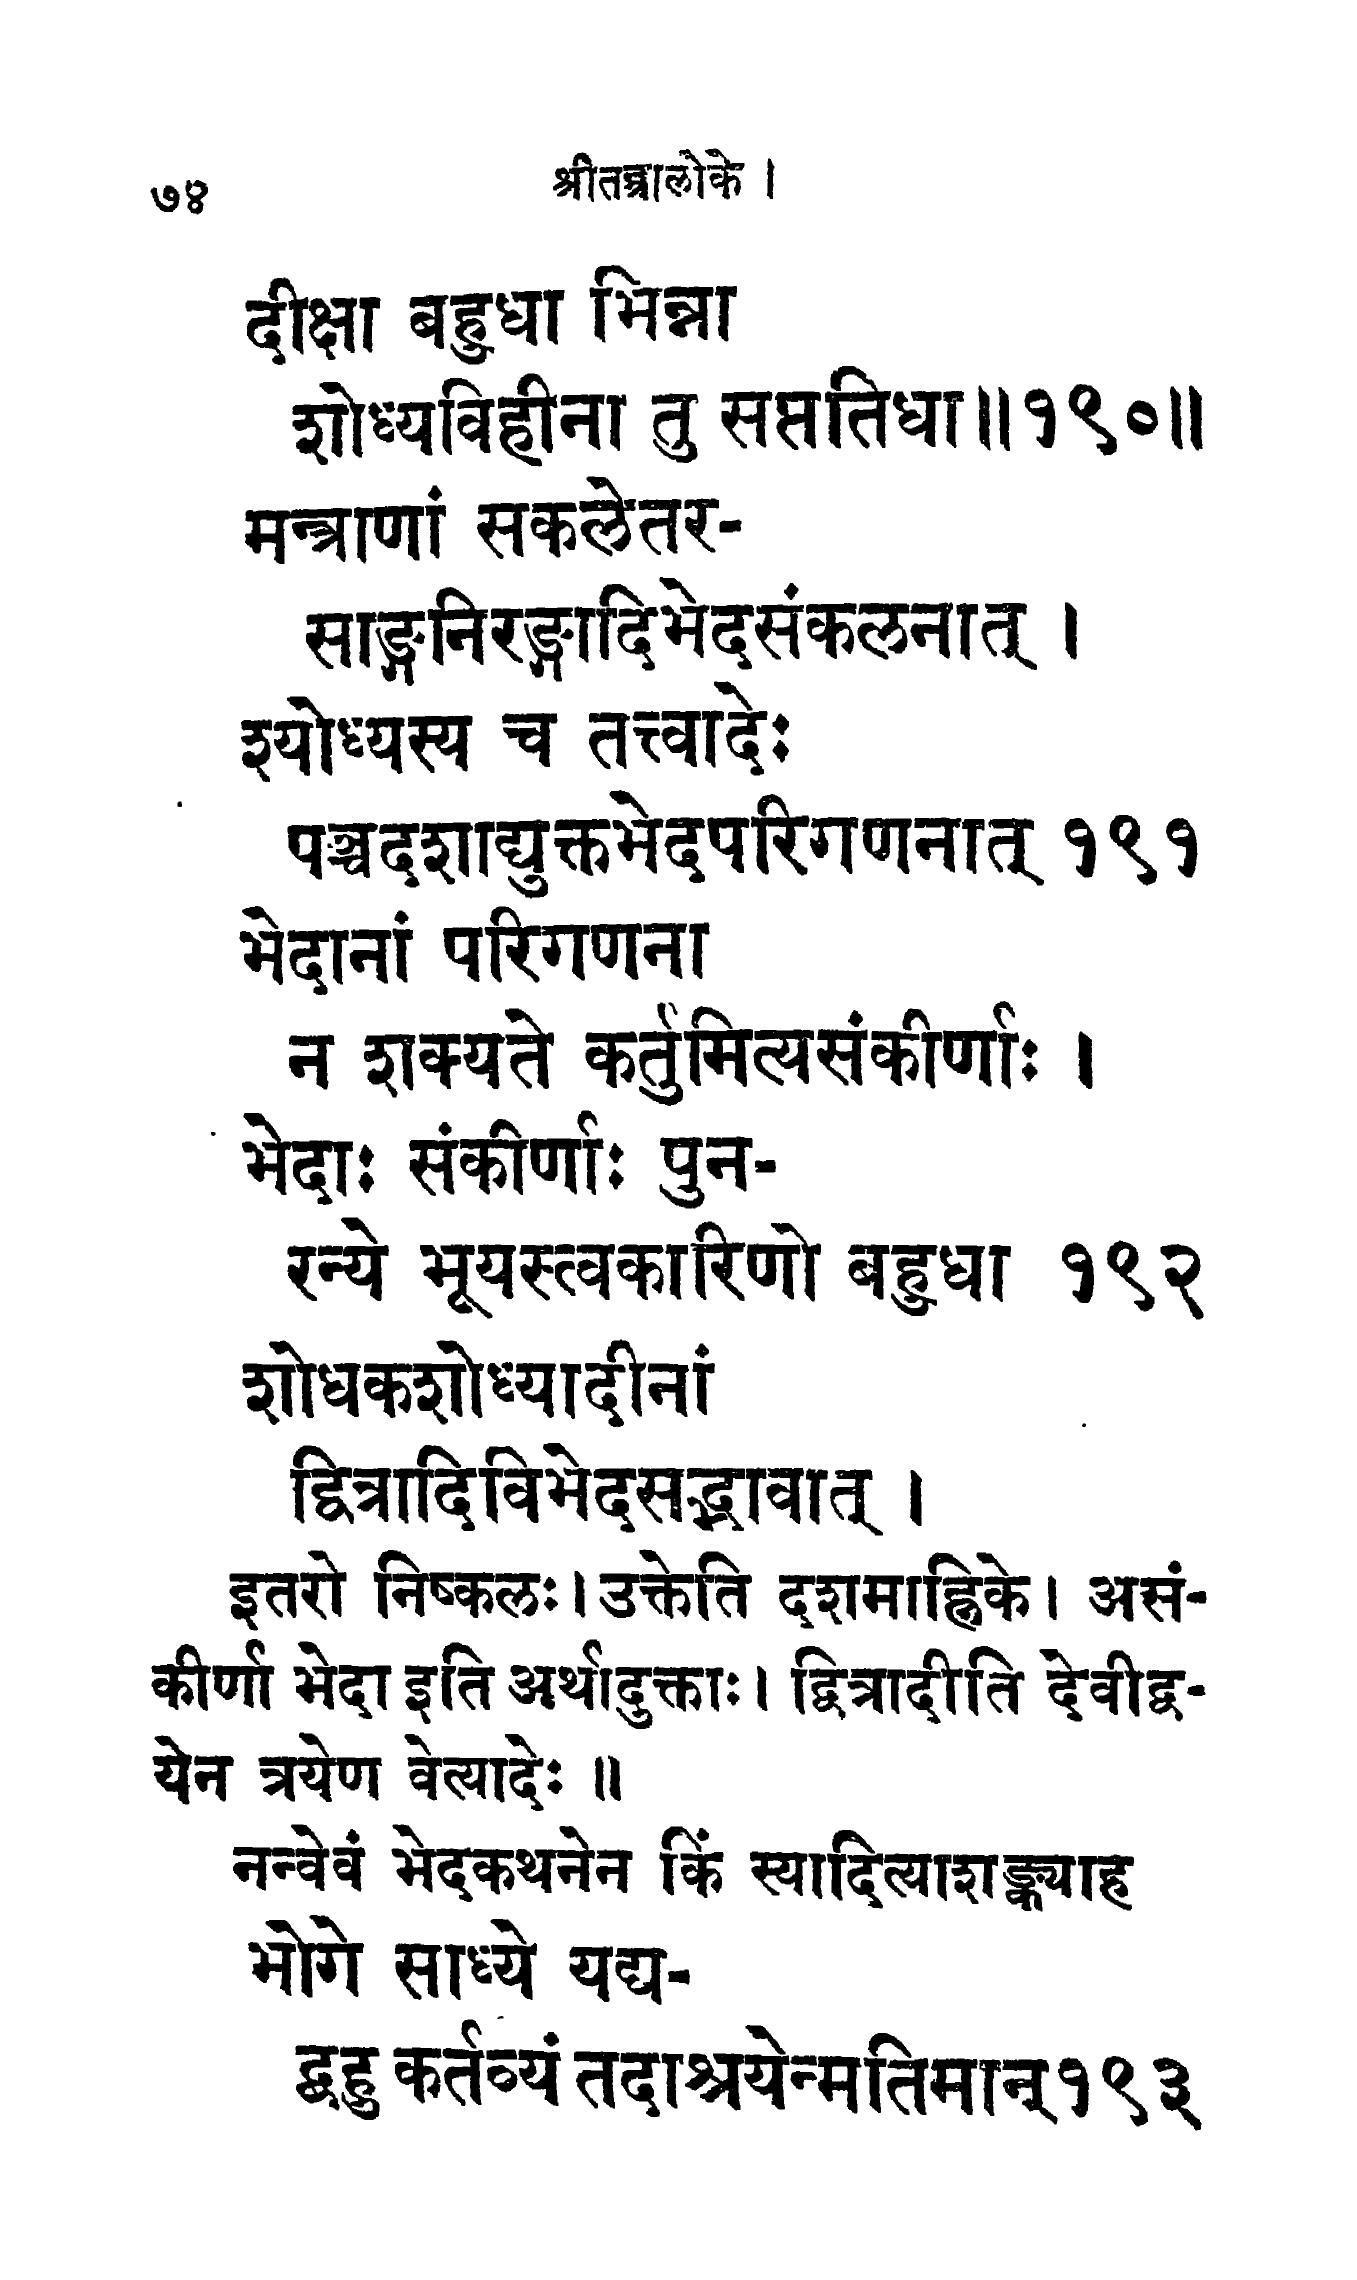 ७४
श्रीतन्त्रालोके ।
दीक्षा बहुधा भिन्ना
शोध्यविहीना तु सप्ततिधा॥१९०॥
मन्त्राणां सकलेतर-
साङ्गनिरङ्गादिभेदसंकलनात् ।
श्योध्यस्य च तत्त्वादेः
पञ्चदशाद्युक्तभेदपरिगणनात् १९१
भेदानां परिगणना
न शक्यते कर्तुमित्यसंकीर्णाः ।
भेदाः संकीर्णाः पुन-
रन्ये भूयस्त्वकारिणो बहुधा १९२
शोधकशोध्यादीनां
द्वित्रादिविभेदसद्भावात् ।
इतरो निष्कलः। उक्तेति दशमाह्निके। असं-
कीर्णा भेदा इति अर्थादुक्ताः। द्वित्रादीति देवीद्व-
येन त्रयेण वेत्यादेः ॥
नन्वेवं भेदकथनेन किं स्यादित्याशङ्क्याह
भोगे साध्ये यद्य-
द्बहु कर्तव्यं तदाश्रयेन्मतिमान्१९३